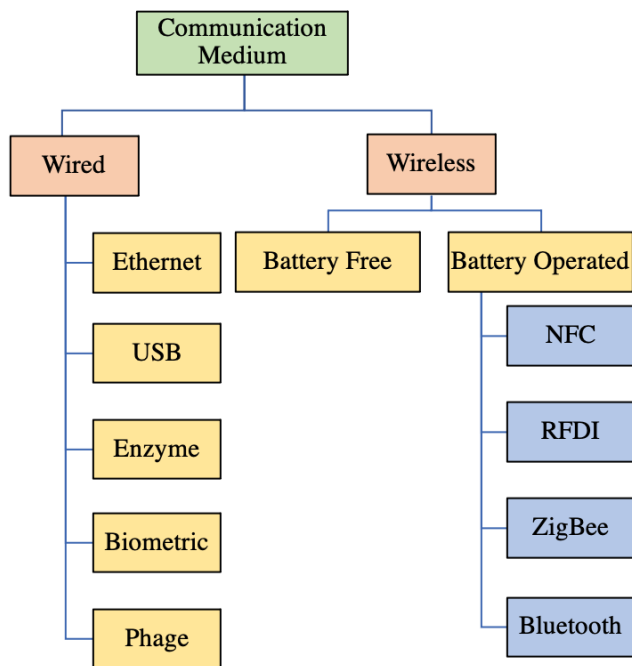 Communication
Medium
Wired
Wireless
Ethernet
USB
Enzyme
Biometric
Phage
Battery Free
Battery Operated
NFC
RFDI
ZigBee
Bluetooth